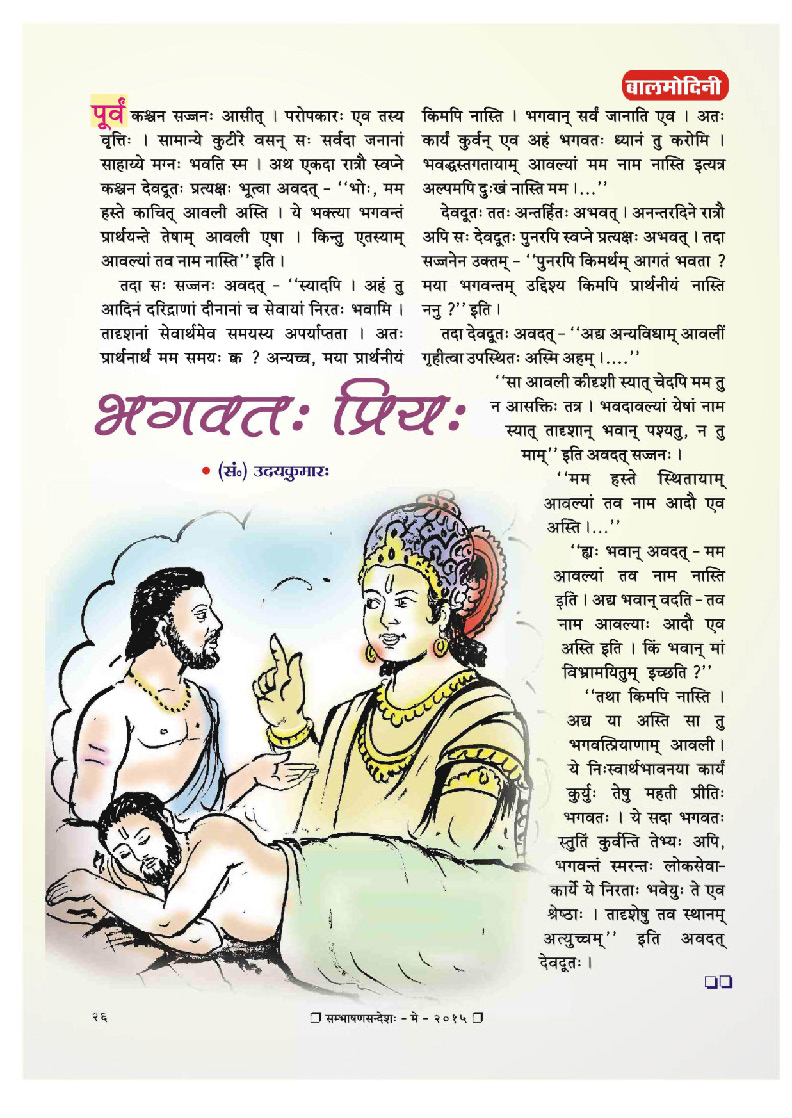 बालमोदिनी
पूर्वं कश्चन सज्जनः आसीत् । परोपकारः एव तस्य
वृत्तिः । सामान्ये कुटीरे वसन् सः सर्वदा जनानां
साहाय्ये मग्नः भवति स्म । अथ एकदा रात्रौ स्वप्ने
कश्चन देवदूतः प्रत्यक्षः भूत्वा अवदत् – ‘‘भोः, मम
हस्ते काचित् आवली अस्ति । ये भक्त्या भगवन्तं
प्रार्थयन्ते तेषाम् आवली एषा । किन्तु एतस्याम्
आवल्यां तव नाम नास्ति’’ इति ।
तदा सः सज्जनः अवदत् – ‘‘स्यादपि । अहं तु
आदिनं दरिद्राणां दीनानां च सेवायां निरतः भवामि ।
तादृशनां सेवार्थमेव समयस्य अपर्याप्तता । अतः
प्रार्थनार्थं मम समयः क्व ? अन्यच्च, मया प्रार्थनीयं
किमपि नास्ति । भगवान् सर्वं जानाति एव । अतः
कार्यं कुर्वन् एव अहं भगवतः ध्यानं तु करोमि ।
भवद्धस्तगतायाम् आवल्यां मम नाम नास्ति इत्यत्र
अल्पमपि दुःखं नास्ति मम ।...’’
देवदूतः ततः अन्तर्हितः अभवत् । अनन्तरदिने रात्रौ
अपि सः देवदूतः पुनरपि स्वप्ने प्रत्यक्षः अभवत् । तदा
सज्जनेन उक्तम् – ‘‘पुनरपि किमर्थम् आगतं भवता ?
मया भगवन्तम् उद्दिश्य किमपि प्रार्थनीयं नास्ति
ननु ?’’ इति ।
तदा देवदूतः अवदत् – ‘‘अद्य अन्यविधाम् आवलीं
गृहीत्वा उपस्थितः अस्मि अहम् ।....’’
‘‘सा आवली कीदृशी स्यात् चेदपि मम तु
न आसक्तिः तत्र । भवदावल्यां येषां नाम
स्यात् तादृशान् भवान् पश्यतु, न तु
माम्’’ इति अवदत् सज्जनः ।
‘‘मम हस्ते स्थितायाम्
आवल्यां तव नाम आदौ एव
अस्ति ।...’’
‘‘ह्यः भवान् अवदत् – मम
आवल्यां तव नाम नास्ति
इति । अद्य भवान् वदति – तव
नाम आवल्याः आदौ एव
अस्ति इति । किं भवान् मां
विभ्रामयितुम् इच्छति ?’’
‘‘तथा किमपि नास्ति ।
अद्य या अस्ति सा तु
भगवत्प्रियाणाम् आवली ।
ये निःस्वार्थभावनया कार्यं
कुर्युः तेषु महती प्रीतिः
भगवतः । ये सदा भगवतः
स्तुतिं कुर्वन्ति तेभ्यः अपि,
भगवन्तं स्मरन्तः लोकसेवा-
कार्ये ये निरताः भवेयुः ते एव
श्रेष्ठाः । तादृशेषु तव स्थानम्
अत्युच्चम्’’ इति अवदत्
देवदूतः ।
भगवतः प्रियः
• (सं०) उदयकुमारः
२६
❒ सम्भाषणसन्देशः – मे – २०१५ ❒